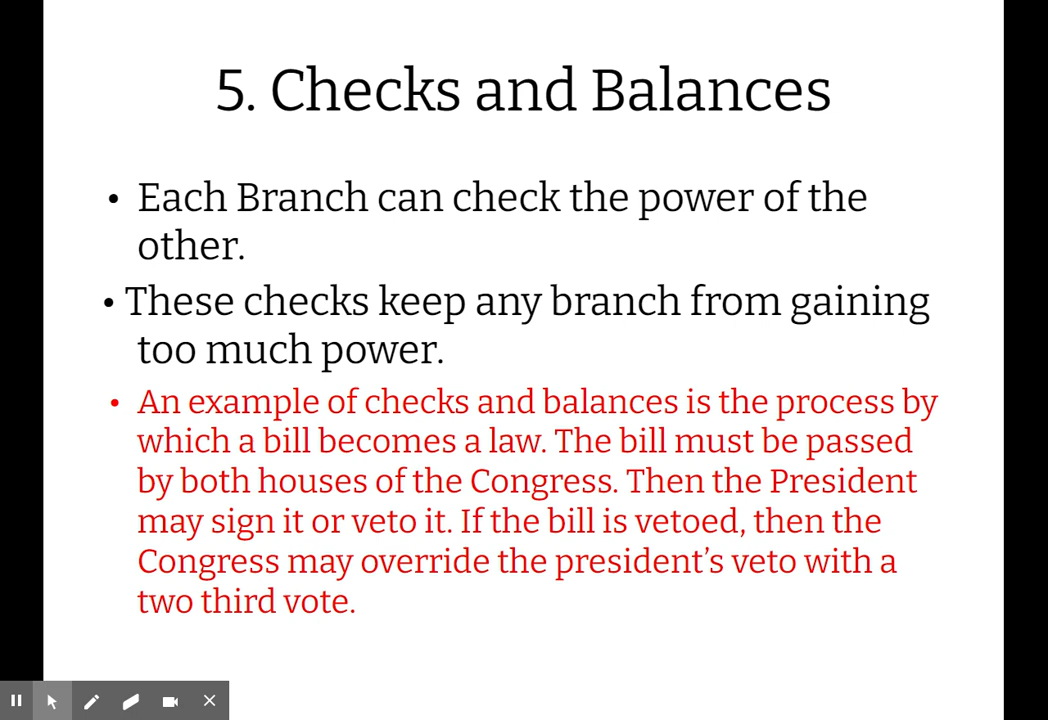 5. Checks and Balances
• Each Branch can check the power of the
other.
• These checks keep any branch from gaining
too much power.
• An example of checks and balances is the process by
which a bill becomes a law. The bill must be passed
by both houses of the Congress. Then the President
may sign it or veto it. If the bill is vetoed, then the
Congress may override the president’s veto with a
two third vote.